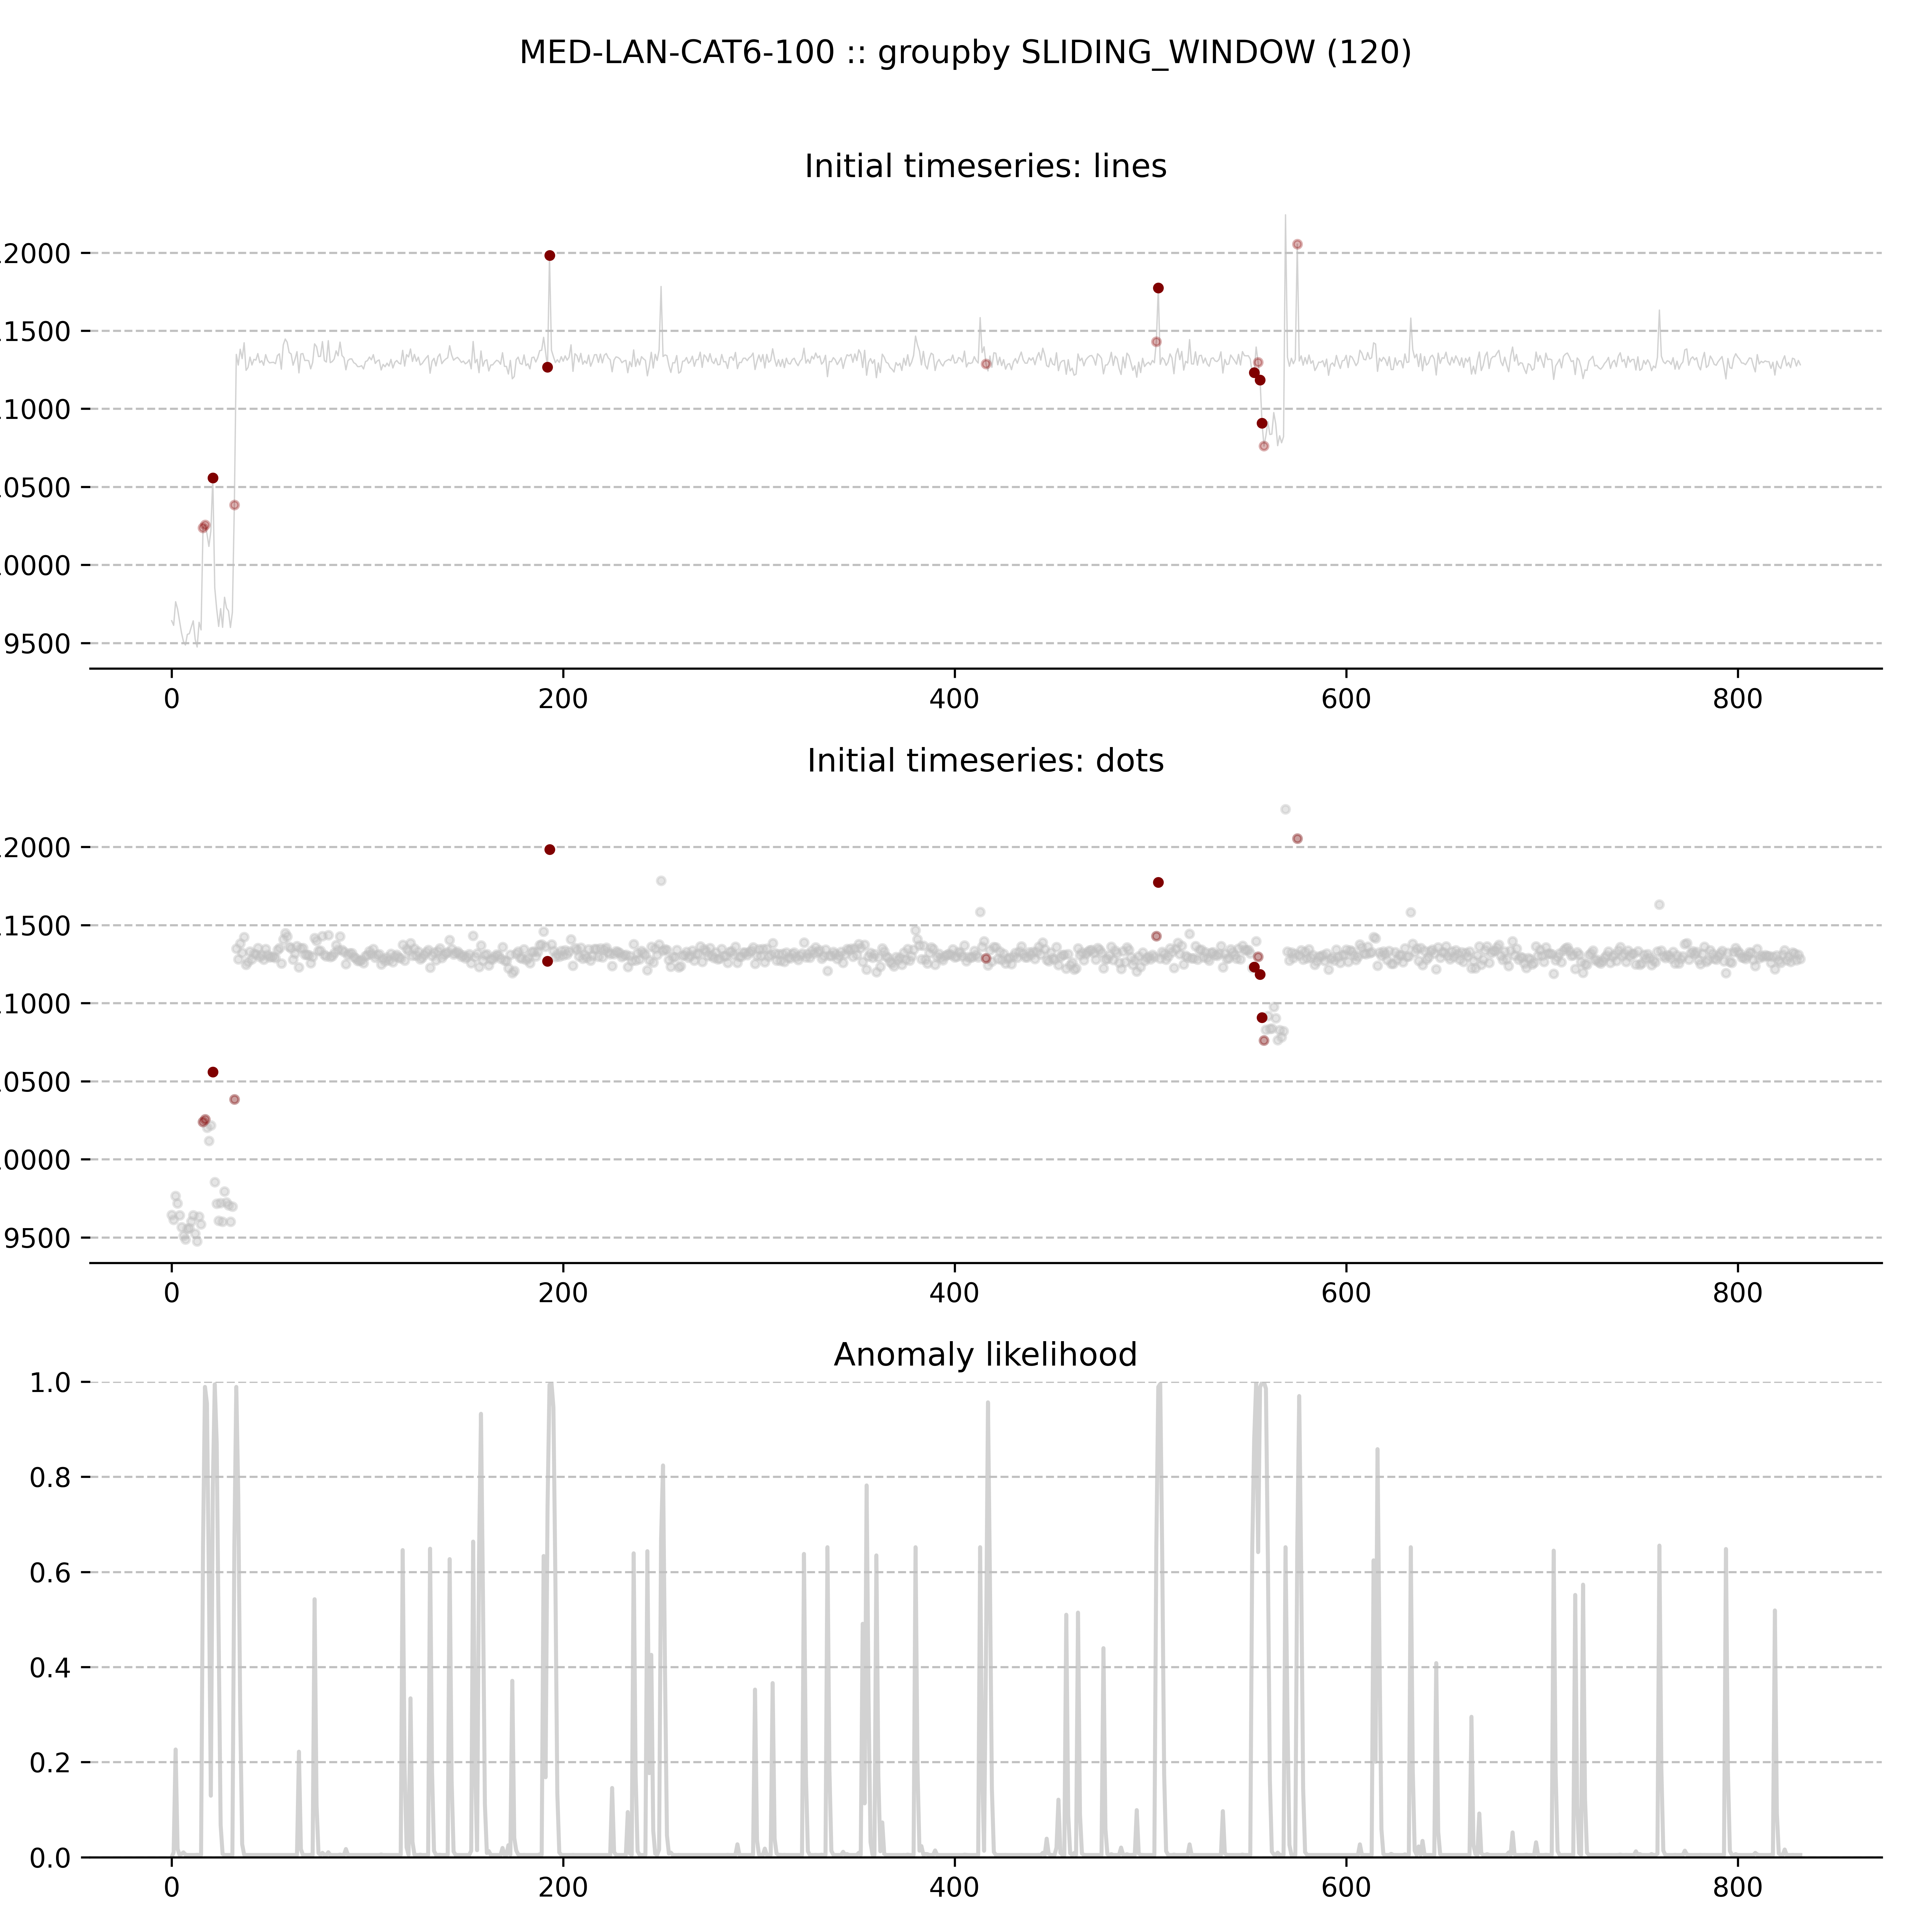 MED-LAN-CAT6-100 :: groupby SLIDING_WINDOW (120)
Initial timeseries: lines
2000
1500
1000
0500
0000
9500
0 200 400 600 800
Initial timeseries: dots
2000
1500
1000
0500
0000
9500
0 200 400 600 800
Anomaly likelihood
1.0
0.8
0.6
0.4
0.2
0.0
0 200 400 600 800